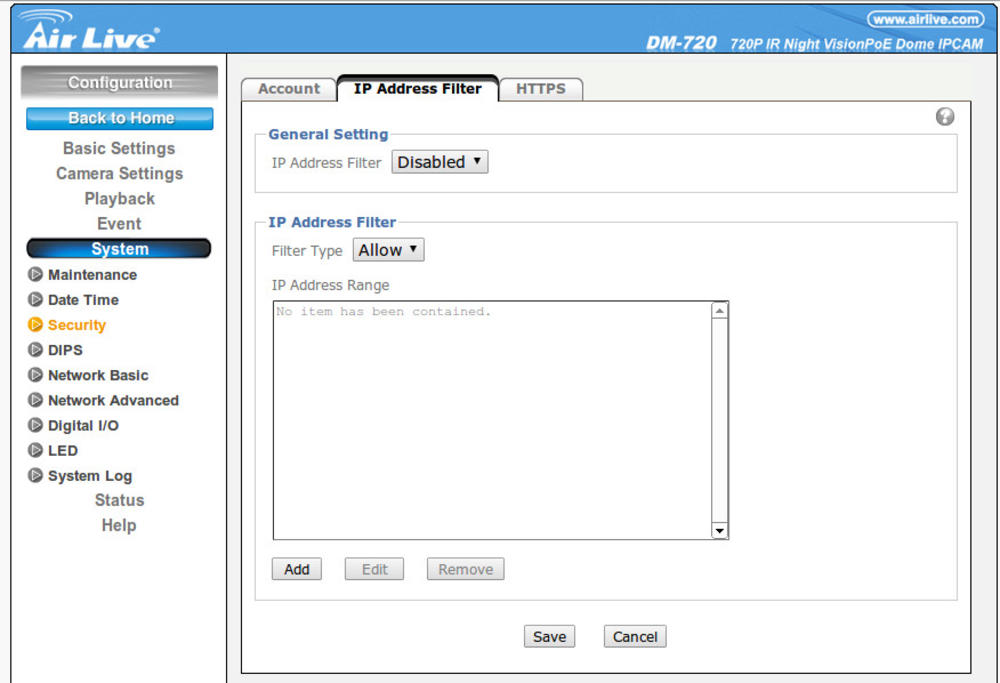 Air Live
www.airlive.com
DM-720 720P IR Night VisionPoE Dome IPCAM
Configuration
Back to Home
Basic Settings
Camera Settings
Playback
Event
System
Maintenance
Date Time
Security
DIPS
Network Basic
Network Advanced
Digital I/O
LED
System Log
Status
Help
Account
IP Address Filter
HTTPS
?
General Setting
IP Address Filter Disabled
IP Address Filter
Filter Type Allow
IP Address Range
No item has been contained.
Add Edit Remove
Save Cancel